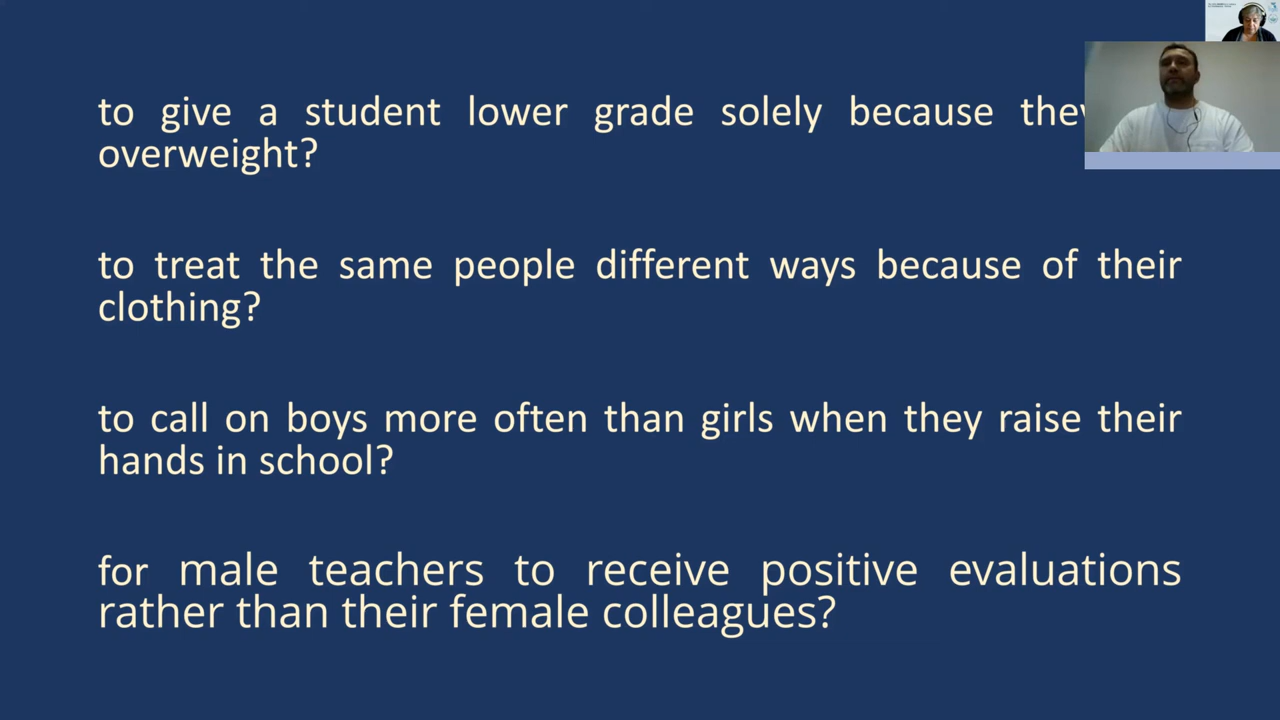 to give a student lower grade solely because
overweight?
to treat the same people different ways because of their
clothing?
to call on boys more often than girls when they raise their
hands in school?
for male teachers to receive positive evaluations
rather than their female colleagues?